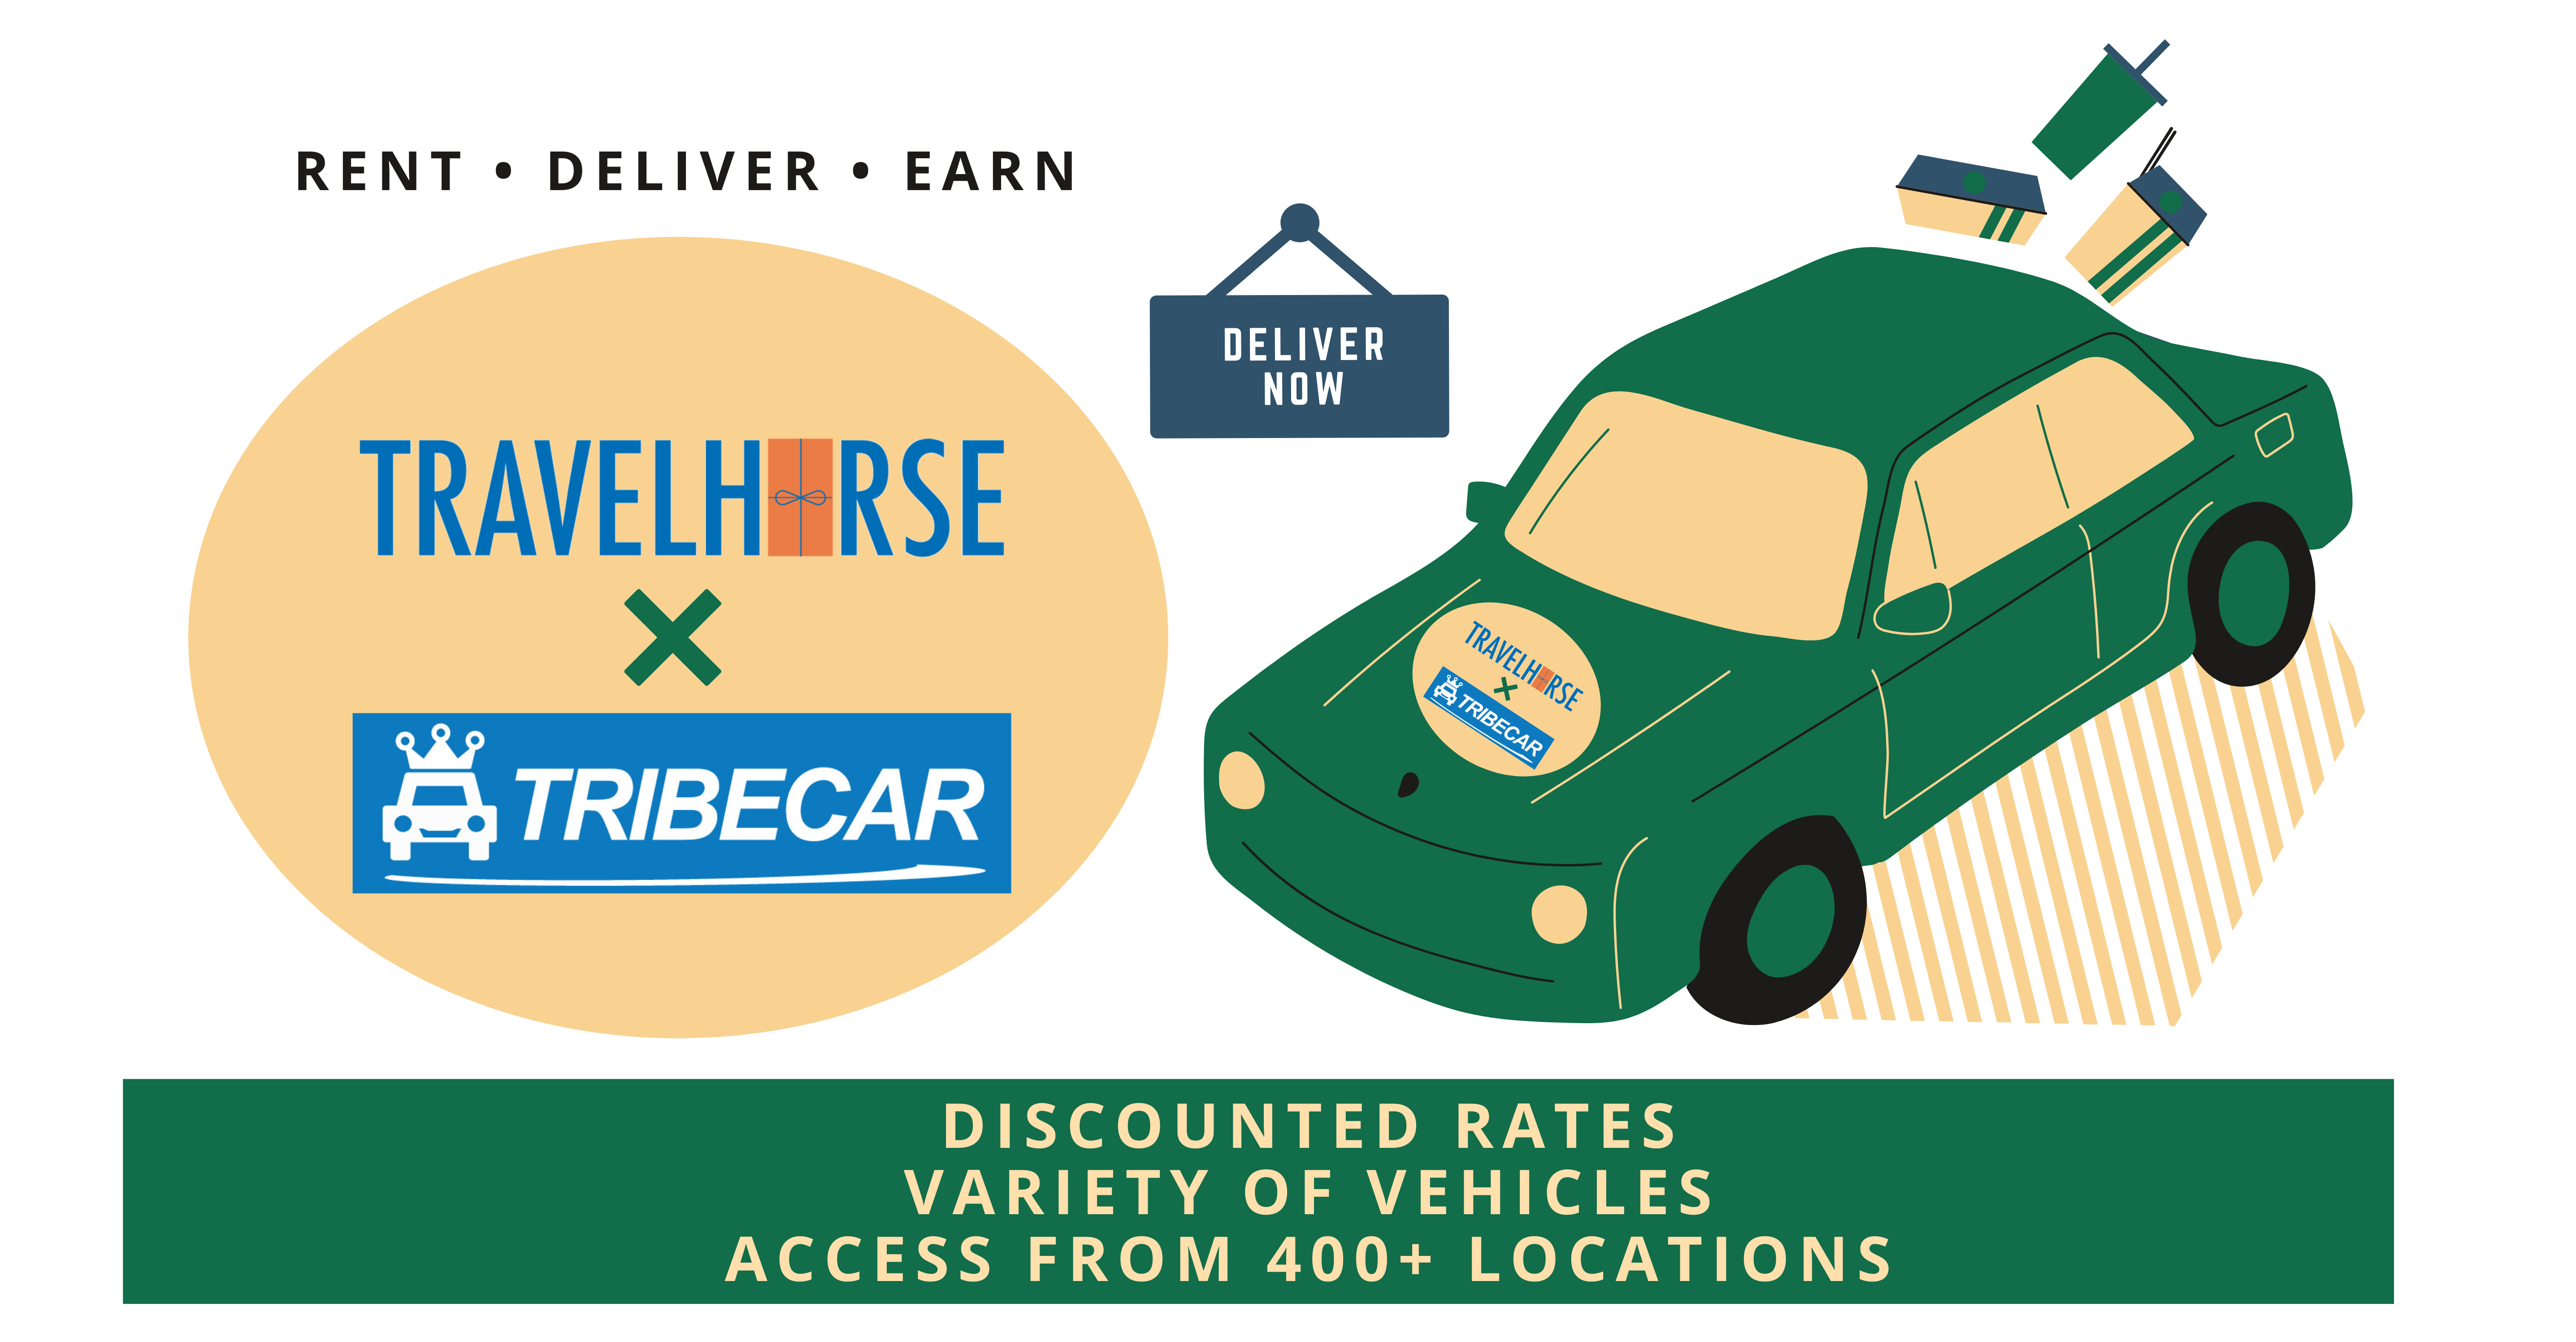 RENT • DELIVER • EARN
DELIVER
NOW
TRAVELHORSE
TRIBECAR
TRAVELHORSE
TRIBECAR
DISCOUNTED RATES
VARIETY OF VEHICLES
ACCESS FROM 400+ LOCATIONS